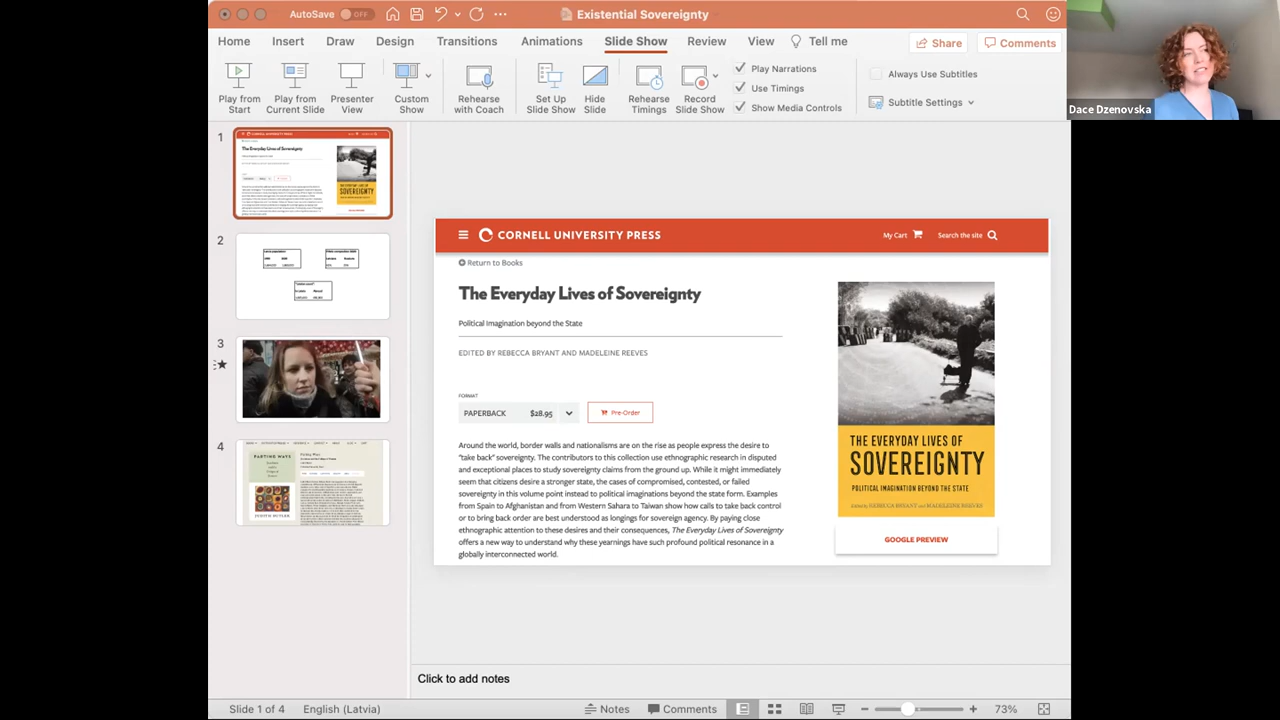 AutoSave OFF
Existential Sovereignty
Home Insert Draw Design Transitions Animations Slide Show Review View Tell me
Share Comments
Play from Start
Play from Current Slide
Presenter View
Custom Show
Rehearse with Coach
Set Up Slide Show
Hide Slide
Rehearse Timings
Record Slide Show
Play Narrations
Use Timings
Show Media Controls
Always Use Subtitles
Subtitle Settings
Dace Dzenovska
1
2
3
4
CORNELL UNIVERSITY PRESS
My Cart
Search the site
Return to Books
The Everyday Lives of Sovereignty
Political Imagination beyond the State
EDITED BY REBECCA BRYANT AND MADELEINE REEVES
FORMAT
PAPERBACK $28.95
Pre-Order
Around the world, border walls and nationalisms are on the rise as people express the desire to
"take back" sovereignty. The contributors to this collection use ethnographic research in disputed
and exceptional places to study sovereignty claims from the ground up. While it might immediately
seem that citizens desire a stronger state, the cases of compromised, contested, or failed
sovereignty in this volume point instead to political imaginations beyond the state form. Examples
from Spain to Afghanistan and from Western Sahara to Taiwan show how calls to take back control
or to bring back order are best understood as longings for sovereign agency. By paying close
ethnographic attention to these desires and their consequences, The Everyday Lives of Sovereignty
offers a new way to understand why these yearnings have such profound political resonance in a
globally interconnected world.
THE EVERYDAY LIVES OF
SOVEREIGNTY
POLITICAL IMAGINATION BEYOND THE STATE
Edited by REBECCA BRYANT and MADELEINE REEVES
GOOGLE PREVIEW
PARTING WAYS
JUDITH BUTLER
Click to add notes
Slide 1 of 4 English (Latvia) Notes Comments 73%